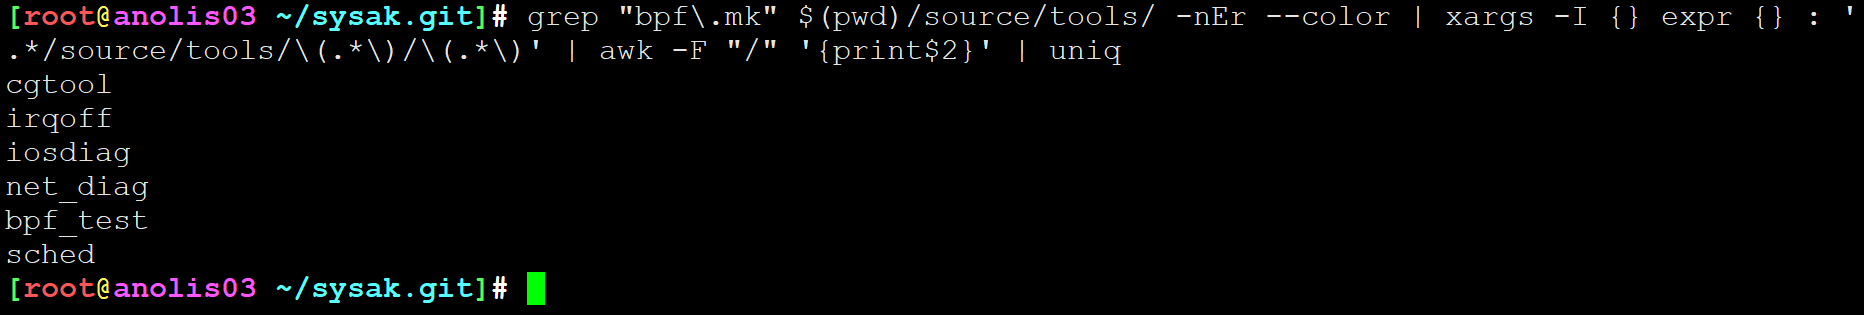 [root@anolis03 ~/sysak.git]# grep "bpf\.mk" $(pwd)/source/tools/ -nEr --color | xargs -I {} expr {} : '
.*/source/tools/\(.*\)/\(.*\)' | awk -F "/" '{print$2}' | uniq
cgtool
irqoff
iosdiag
net_diag
bpf_test
sched
[root@anolis03 ~/sysak.git]#